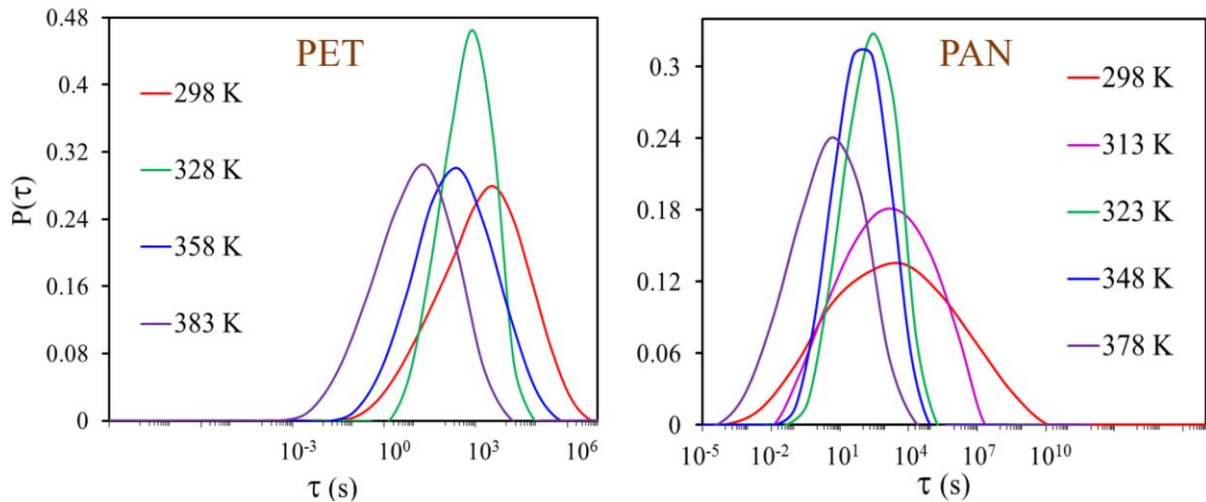 PET
P(τ)
0.48
0.4
0.32
0.24
0.16
0.08
0
298 K
328 K
358 K
383 K
10⁻³
10⁰
10³
10⁶
τ (s)
PAN
0.3
0.24
0.18
0.12
0.06
0
298 K
313 K
323 K
348 K
378 K
10⁻⁵
10⁻²
10¹
10⁴
10⁷
10¹⁰
τ (s)